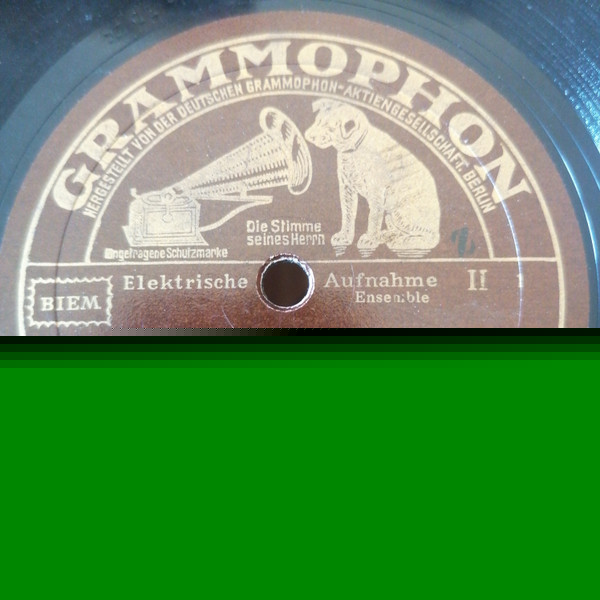 GRAMMOPHON
HERGESTELLT VON DER DEUTSCHEN GRAMMOPHON-AKTIENGESELLSCHAFT, BERLIN
Die Stimme
seines Herrn
Eingetragene Schutzmarke
Elektrische Aufnahme II
Ensemble
BIEM